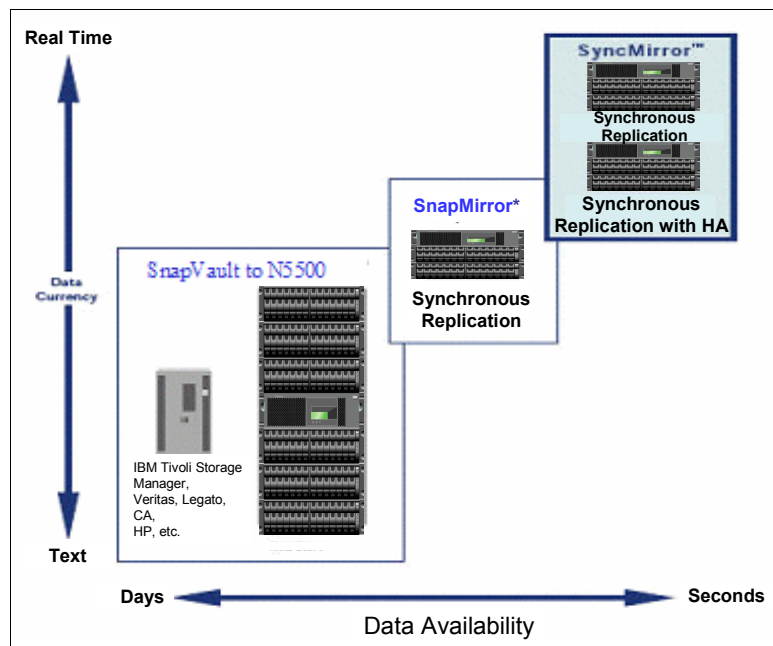 Real Time
SyncMirror™
Synchronous
Replication
Synchronous
Replication with HA
SnapMirror*
Synchronous
Replication
SnapVault to N5500
Data
Currency
IBM Tivoli Storage
Manager,
Veritas, Legato,
CA,
HP, etc.
Text
Days
Seconds
Data Availability